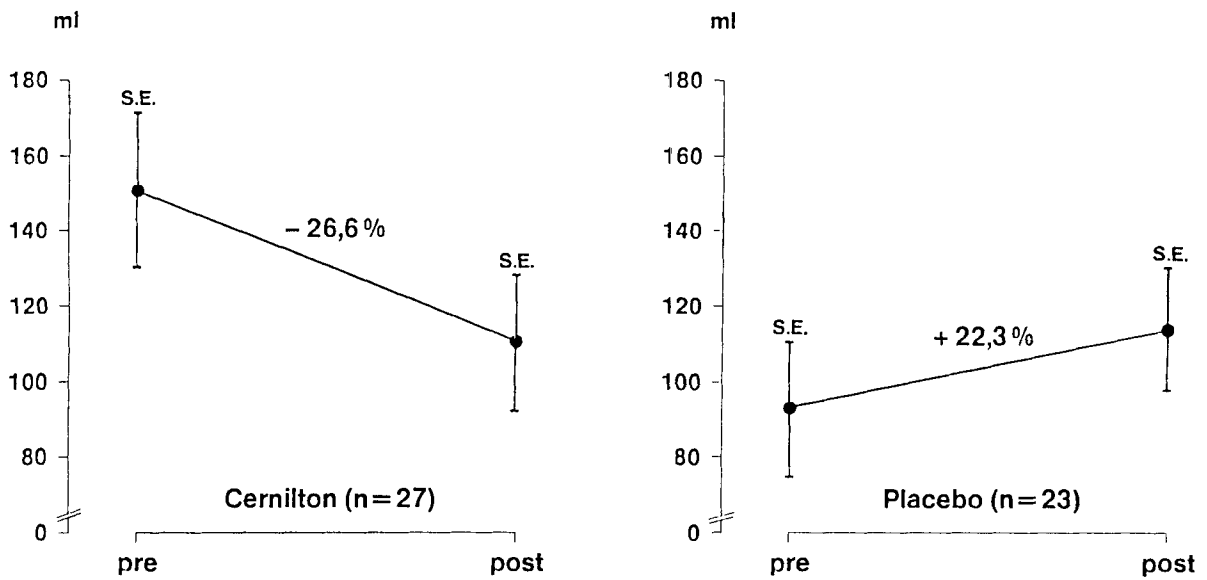 ml
180
160
140
120
100
80
0
S.E.
– 26,6 %
S.E.
Cernilton (n=27)
pre post
ml
180
160
140
120
100
80
0
S.E.
+ 22,3 %
S.E.
Placebo (n=23)
pre post